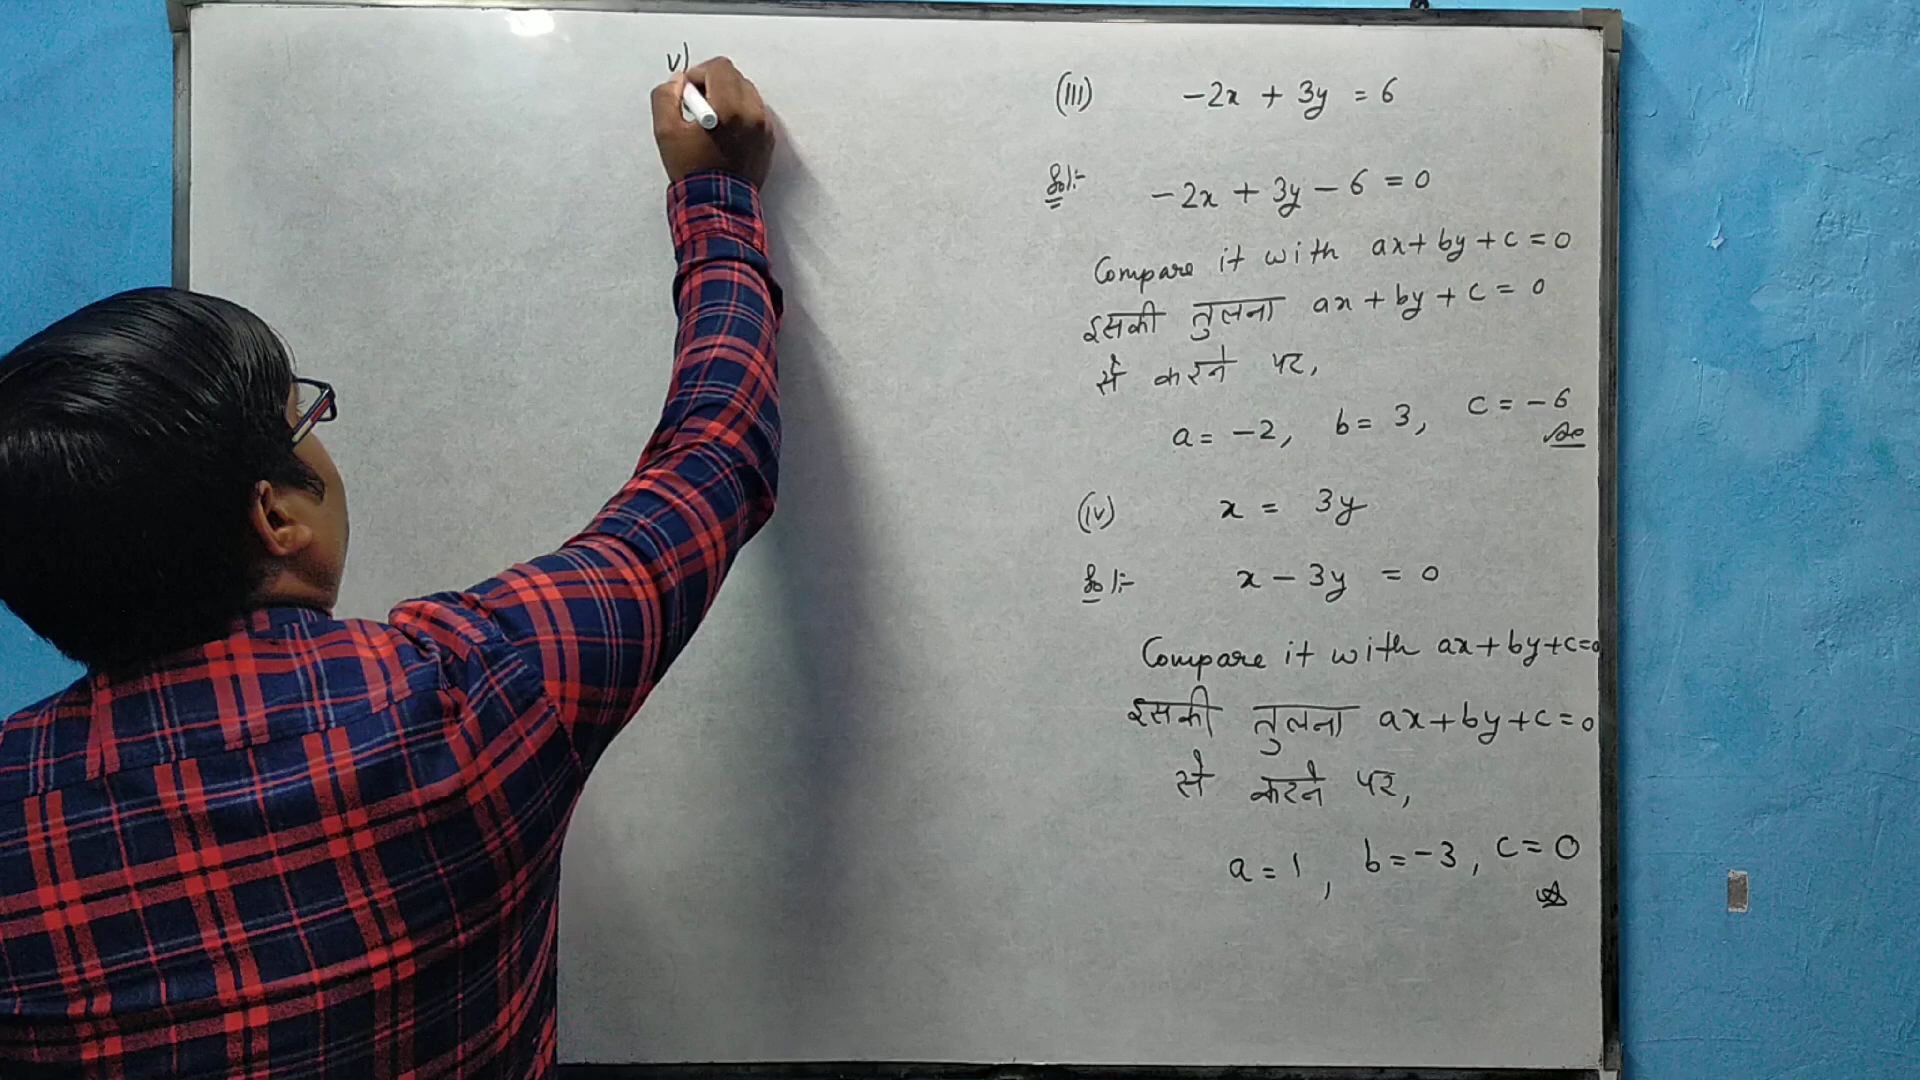 v)
(III) -2x + 3y = 6
Sol:- -2x + 3y - 6 = 0
Compare it with ax + by + c = 0
इसकी तुलना ax + by + c = 0
से करने पर,
a = -2, b = 3, c = -6
(iv) x = 3y
Sol:- x - 3y = 0
Compare it with ax + by + c = 0
इसकी तुलना ax + by + c = 0
से करने पर,
a = 1, b = -3, c = 0